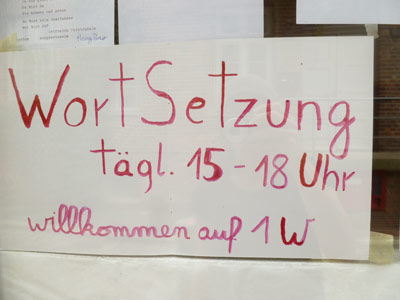 WortSetzung
tägl. 15 - 18 Uhr
willkommen auf 1 W